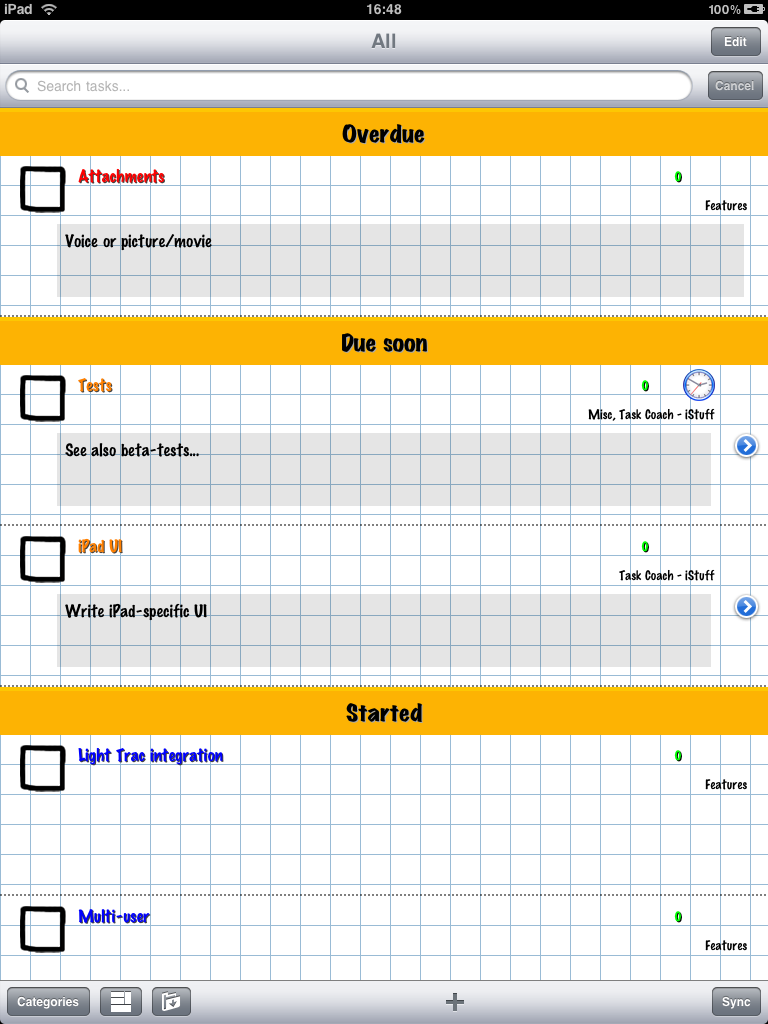 iPad 16:48 100%
All
Edit
Search tasks...
Cancel
Overdue
Attachments 0
Features
Voice or picture/movie
Due soon
Tests 0
Misc, Task Coach - iStuff
See also beta-tests...
iPad UI 0
Task Coach - iStuff
Write iPad-specific UI
Started
Light Trac integration 0
Features
Multi-user 0
Features
Categories
Sync